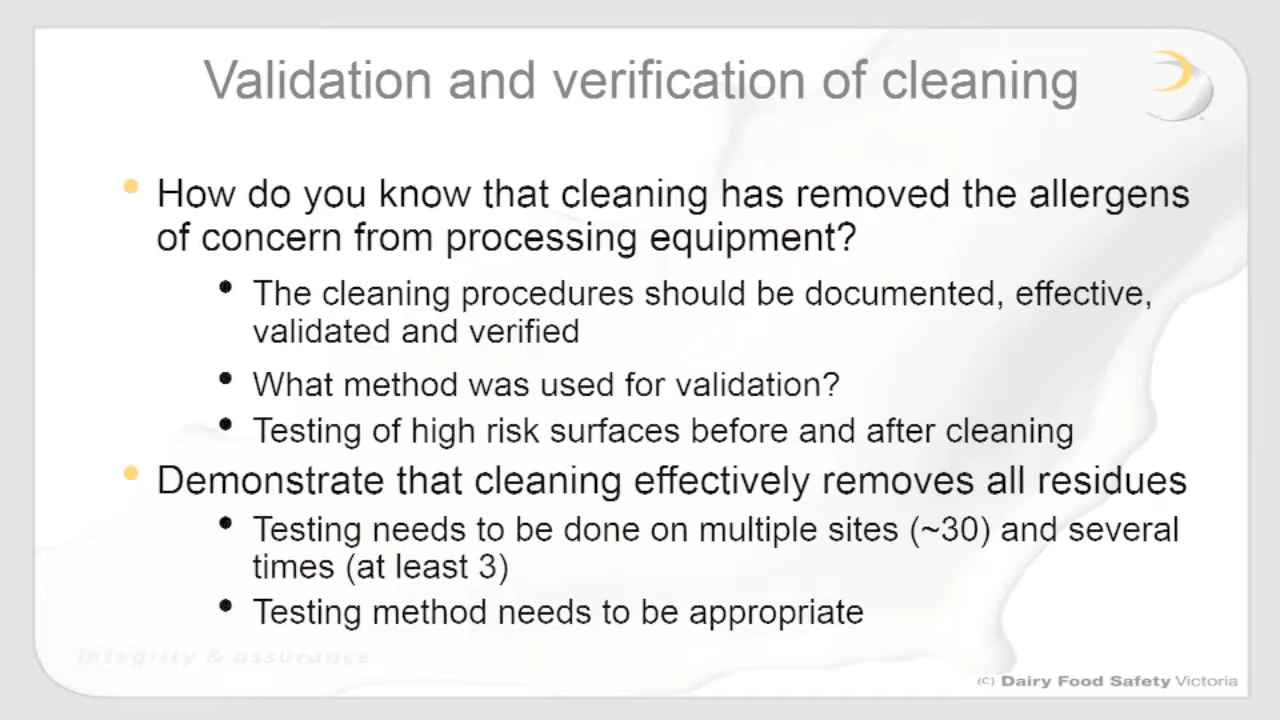 Validation and verification of cleaning
• How do you know that cleaning has removed the allergens
of concern from processing equipment?
• The cleaning procedures should be documented, effective,
validated and verified
• What method was used for validation?
• Testing of high risk surfaces before and after cleaning
• Demonstrate that cleaning effectively removes all residues
• Testing needs to be done on multiple sites (~30) and several
times (at least 3)
• Testing method needs to be appropriate
integrity & assurance
(C) Dairy Food Safety Victoria